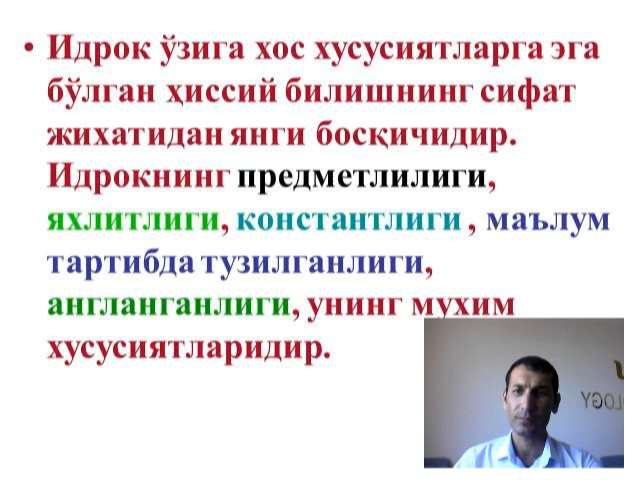 • Идрок ўзига хос хусусиятларга эга
бўлган ҳиссий билишнинг сифат
жихатидан янги босқичидир.
Идрокнинг предметлилиги,
яхлитлиги, константлиги , маълум
тартибда тузилганлиги,
англанганлиги, унинг мухим
хусусиятларидир.